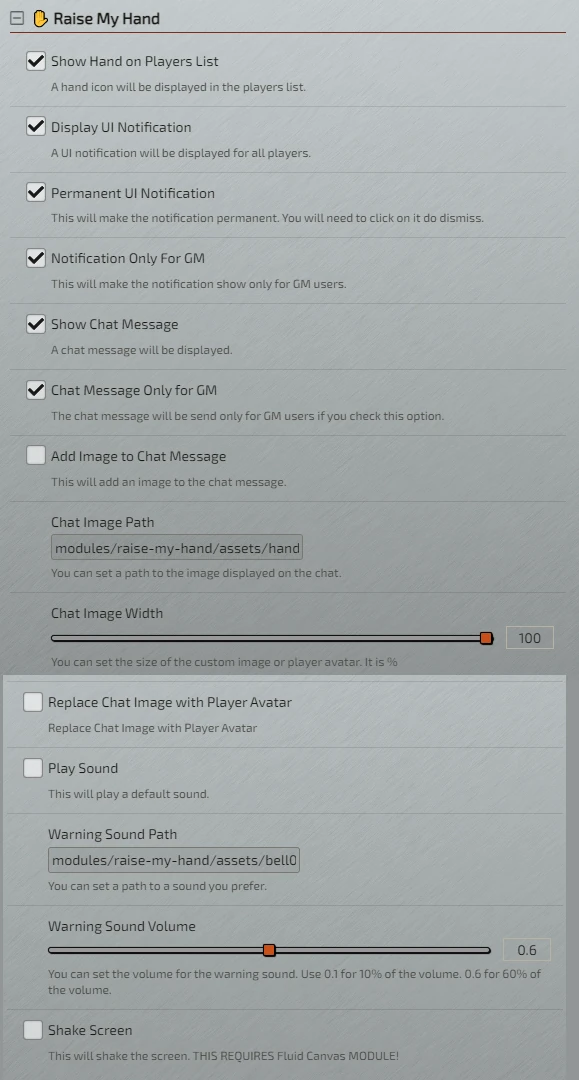 Raise My Hand
Show Hand on Players List
A hand icon will be displayed in the players list.
Display UI Notification
A UI notification will be displayed for all players.
Permanent UI Notification
This will make the notification permanent. You will need to click on it do dismiss.
Notification Only For GM
This will make the notification show only for GM users.
Show Chat Message
A chat message will be displayed.
Chat Message Only for GM
The chat message will be send only for GM users if you check this option.
Add Image to Chat Message
This will add an image to the chat message.
Chat Image Path
modules/raise-my-hand/assets/hand
You can set a path to the image displayed on the chat.
Chat Image Width
100
You can set the size of the custom image or player avatar. It is %
Replace Chat Image with Player Avatar
Replace Chat Image with Player Avatar
Play Sound
This will play a default sound.
Warning Sound Path
modules/raise-my-hand/assets/bell0
You can set a path to a sound you prefer.
Warning Sound Volume
0.6
You can set the volume for the warning sound. Use 0.1 for 10% of the volume. 0.6 for 60% of
the volume.
Shake Screen
This will shake the screen. THIS REQUIRES Fluid Canvas MODULE!